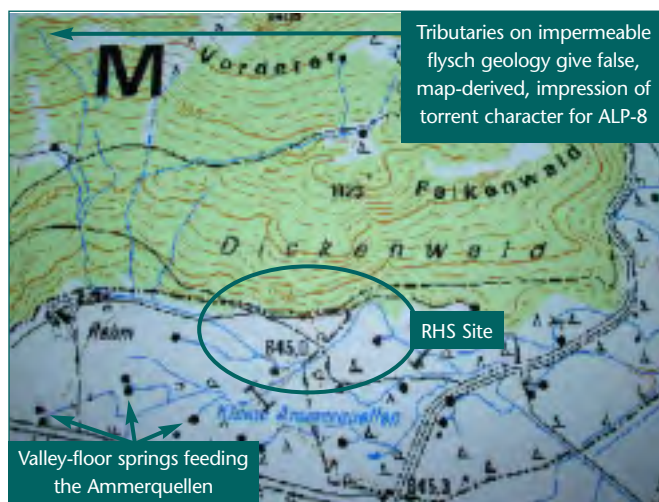 Tributaries on impermeable
flysch geology give false,
map-derived, impression of
torrent character for ALP-8
M
Vorderer
1123
Falkenwald
Dickenwald
RHS Site
845,0
Kleine Ammerquellen
Valley-floor springs feeding
the Ammerquellen
845,3